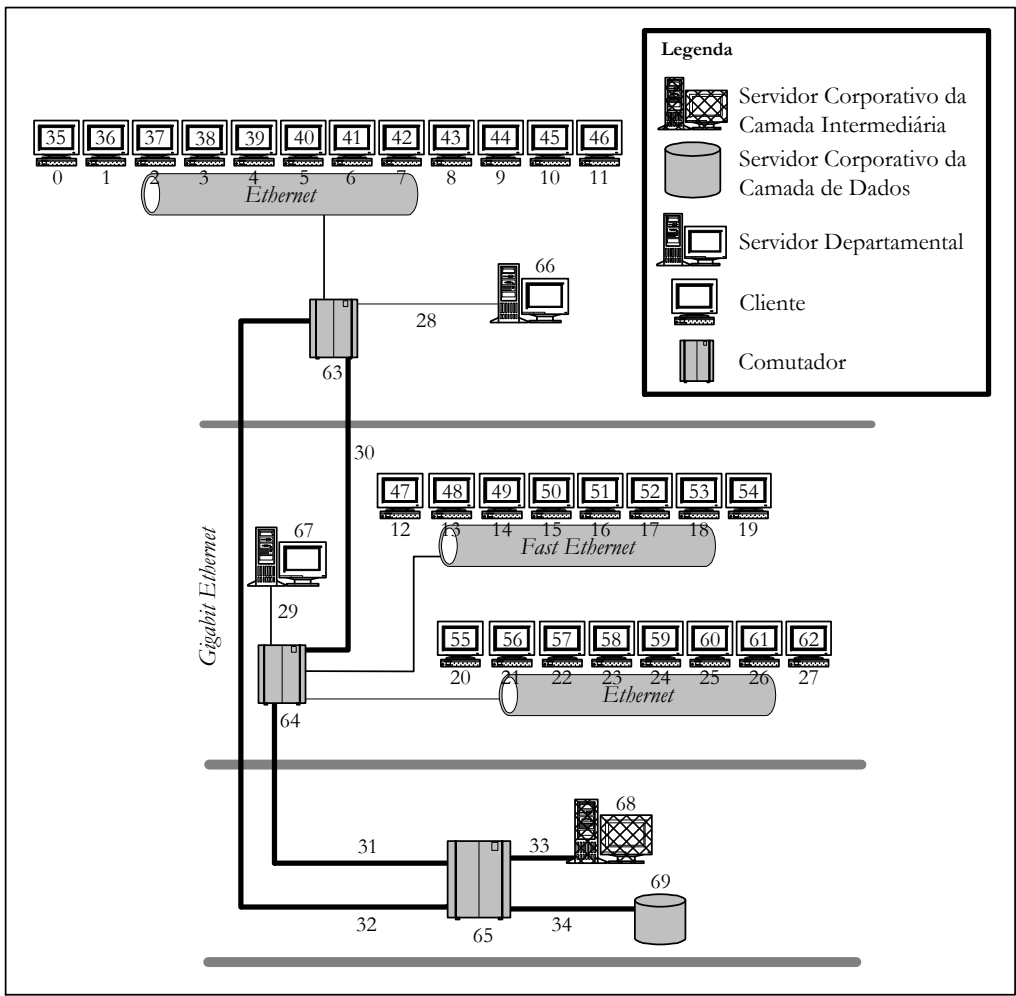 Legenda
Servidor Corporativo da
Camada Intermediária
Servidor Corporativo da
Camada de Dados
Servidor Departamental
Cliente
Comutador
35 36 37 38 39 40 41 42 43 44 45 46
0 1 2 3 4 5 6 7 8 9 10 11
Ethernet
66
28
63
30
47 48 49 50 51 52 53 54
12 13 14 15 16 17 18 19
Fast Ethernet
67
29
Gigabit Ethernet
55 56 57 58 59 60 61 62
20 21 22 23 24 25 26 27
Ethernet
64
68
31
33
69
32
65
34